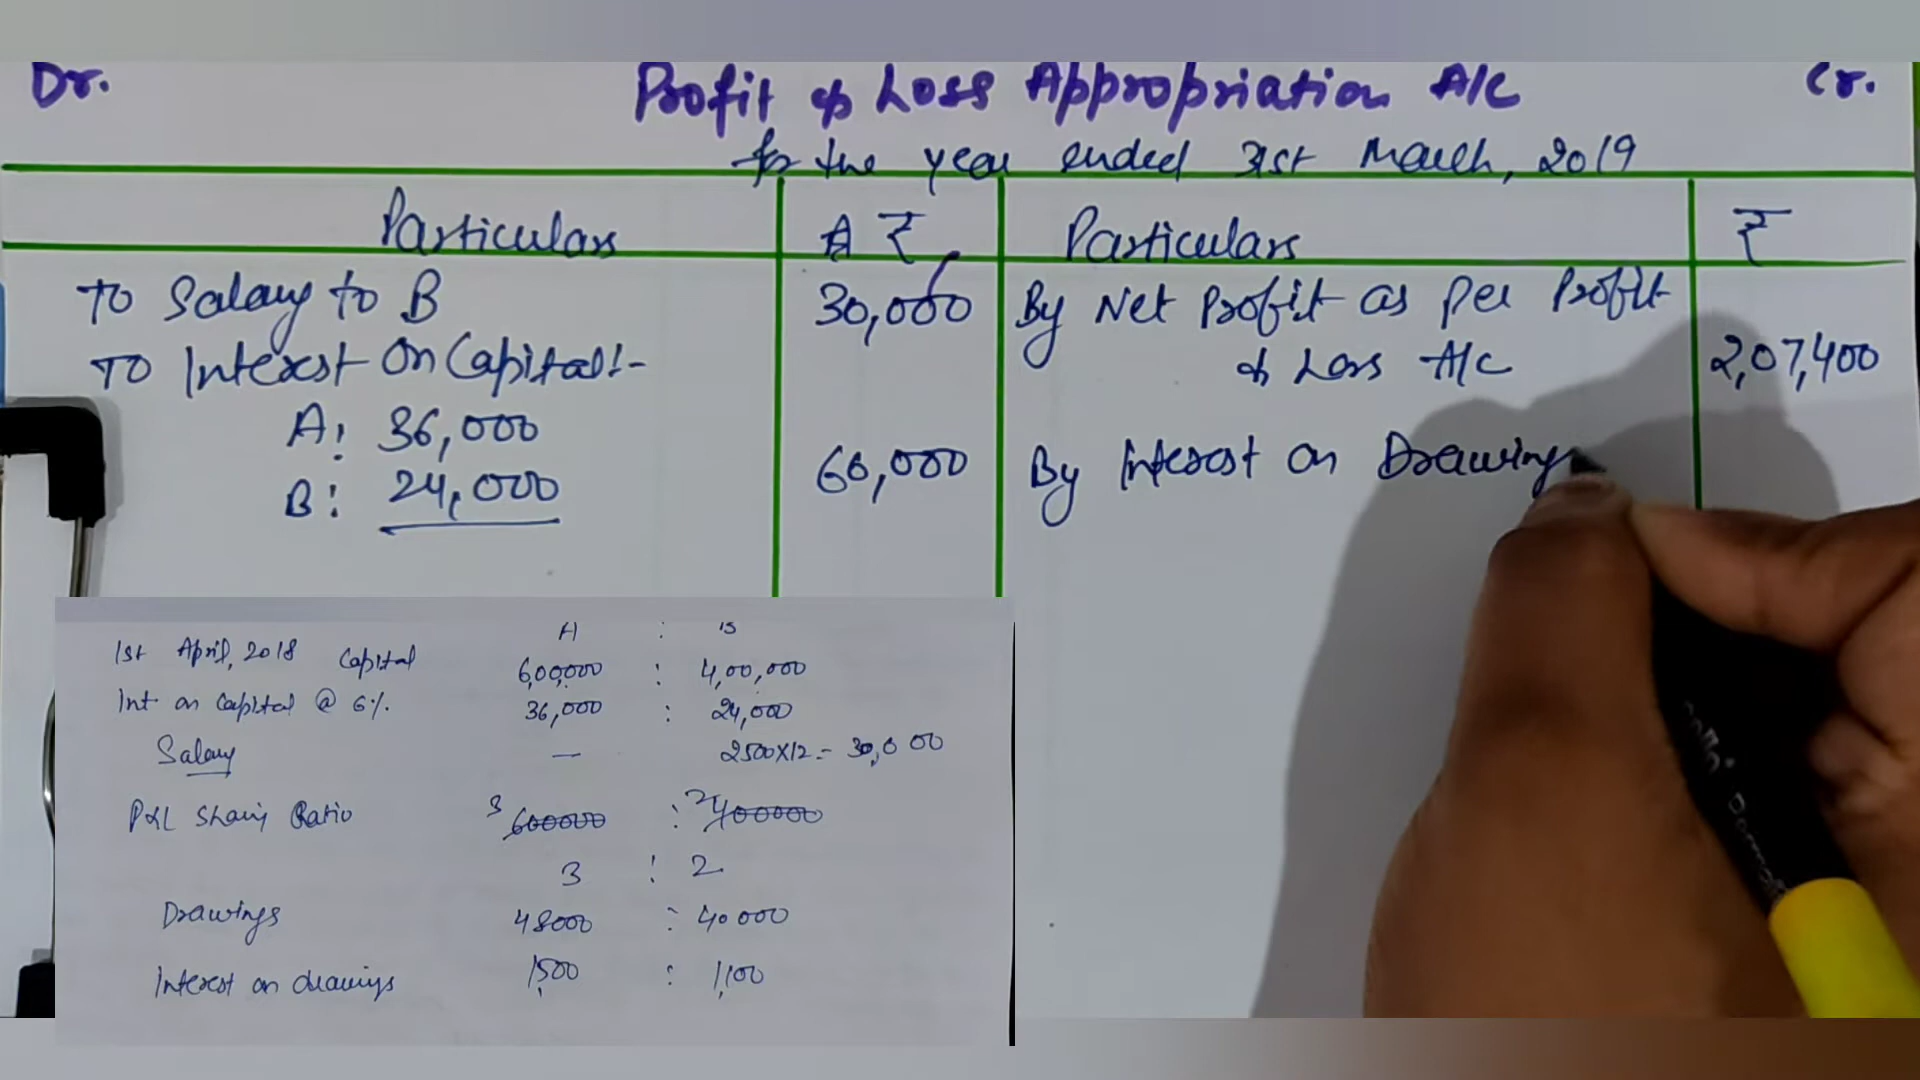 Dr. Profit & Loss Appropriation A/c Cr.
for the year ended 31st March, 2019
Particulars ₹ Particulars ₹
To Salary to B 30,000 By Net Profit as per Profit
& Loss A/c 2,07,400
To Interest on Capital:-
A: 36,000
B: 24,000 60,000 By Interest on Drawings
A : B
1st April, 2018 Capital 6,00,000 : 4,00,000
Int on Capital @ 6% 36,000 : 24,000
Salary — 2500×12 = 30,000
P&L Sharing Ratio 3 600000 : 2 400000
3 : 2
Drawings 48000 : 40000
Interest on drawings 1,500 : 1,100